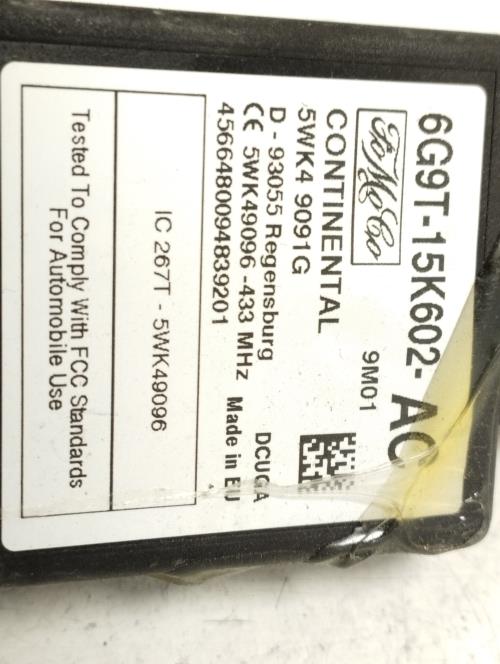 6G9T-15K602- AC
FoMoCo
9M01
CONTINENTAL
5WK4 9091G
D - 93055 Regensburg DCUGA
CE 5WK49096 -433 MHz Made in EU
4566480094839201
IC 267T - 5WK49096
Tested To Comply With FCC Standards
For Automobile Use